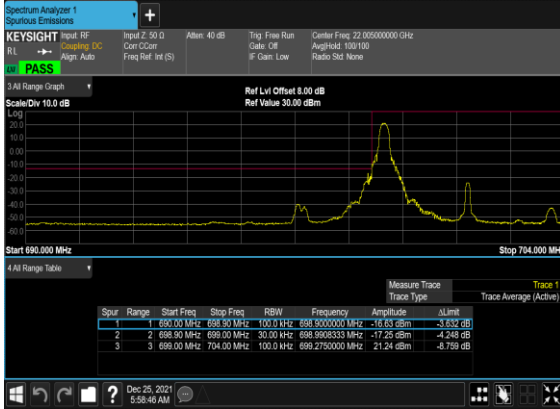 Spectrum Analyzer 1
Spurious Emissions
+
KEYSIGHT Input: RF Input Z: 50 Ω Atten: 40 dB Trig: Free Run Center Freq: 22.005000000 GHz
RL Coupling: DC Corr CCorr Gate: Off Avg|Hold: 100/100
Align: Auto Freq Ref: Int (S) IF Gain: Low Radio Std: None
PASS
3 All Range Graph
Ref Lvl Offset 8.00 dB
Scale/Div 10.0 dB Ref Value 30.00 dBm
Log
20.0
10.0
0.00
-10.0
-20.0
-30.0
-40.0
-50.0
-60.0
Start 690.000 MHz Stop 704.000 MH
4 All Range Table
Measure Trace Trace 1
Trace Type Trace Average (Active)
Spur Range Start Freq Stop Freq RBW Frequency Amplitude ΔLimit
1 1 690.00 MHz 698.90 MHz 100.0 kHz 698.9000000 MHz -16.63 dBm -3.632 dB
2 2 698.90 MHz 699.00 MHz 30.00 kHz 698.9908333 MHz -17.25 dBm -4.248 dB
3 3 699.00 MHz 704.00 MHz 100.0 kHz 699.2750000 MHz 21.24 dBm -8.759 dB
? Dec 25, 2021
5:58:46 AM